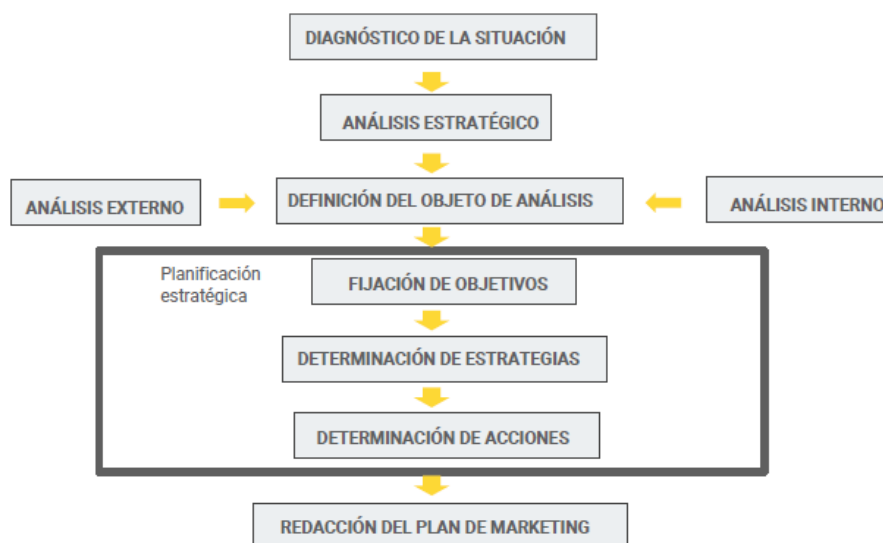 DIAGNÓSTICO DE LA SITUACIÓN
ANÁLISIS ESTRATÉGICO
ANÁLISIS EXTERNO
DEFINICIÓN DEL OBJETO DE ANÁLISIS
ANÁLISIS INTERNO
Planificación
estratégica
FIJACIÓN DE OBJETIVOS
DETERMINACIÓN DE ESTRATEGIAS
DETERMINACIÓN DE ACCIONES
REDACCIÓN DEL PLAN DE MARKETING